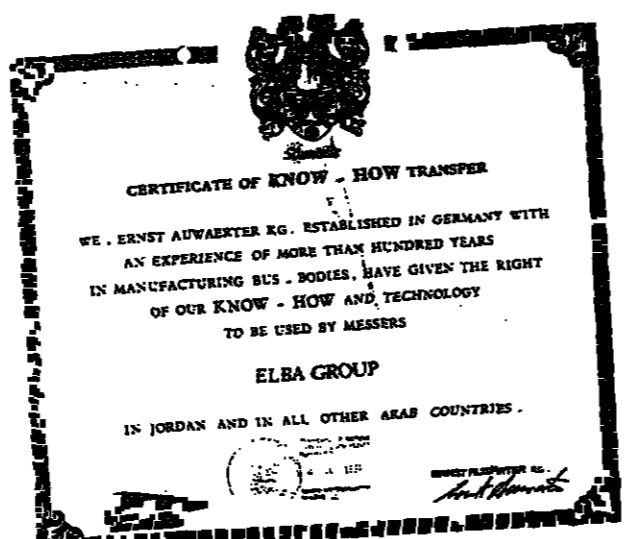 CERTIFICATE OF KNOW - HOW TRANSFER
WE . ERNST AUWAERTER KG. ESTABLISHED IN GERMANY WITH
AN EXPERIENCE OF MORE THAN HUNDRED YEARS
IN MANUFACTURING BUS - BODIES, HAVE GIVEN THE RIGHT
OF OUR KNOW - HOW AND TECHNOLOGY
TO BE USED BY MESSERS
ELBA GROUP
IN JORDAN AND IN ALL OTHER ARAB COUNTRIES .